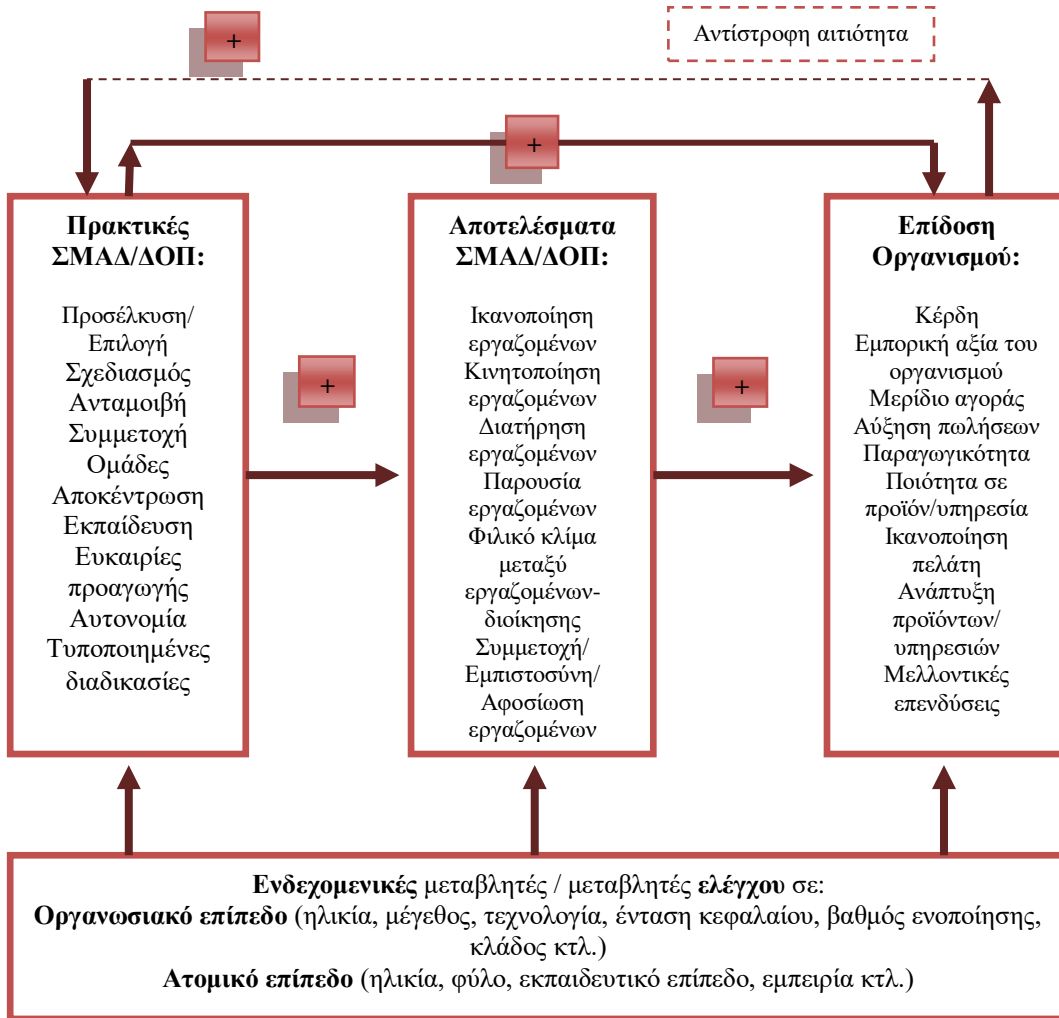 +
Αντίστροφη αιτιότητα
+
Πρακτικές
ΣΜΑΔ/ΔΟΠ:
Προσέλκυση/
Επιλογή
Σχεδιασμός
Ανταμοιβή
Συμμετοχή
Ομάδες
Αποκέντρωση
Εκπαίδευση
Ευκαιρίες
προαγωγής
Αυτονομία
Τυποποιημένες
διαδικασίες
+
Αποτελέσματα
ΣΜΑΔ/ΔΟΠ:
Ικανοποίηση
εργαζομένων
Κινητοποίηση
εργαζομένων
Διατήρηση
εργαζομένων
Παρουσία
εργαζομένων
Φιλικό κλίμα
μεταξύ
εργαζομένων-
διοίκησης
Συμμετοχή/
Εμπιστοσύνη/
Αφοσίωση
εργαζομένων
+
Επίδοση
Οργανισμού:
Κέρδη
Εμπορική αξία του
οργανισμού
Μερίδιο αγοράς
Αύξηση πωλήσεων
Παραγωγικότητα
Ποιότητα σε
προϊόν/υπηρεσία
Ικανοποίηση
πελάτη
Ανάπτυξη
προϊόντων/
υπηρεσιών
Μελλοντικές
επενδύσεις
Ενδεχομενικές μεταβλητές / μεταβλητές ελέγχου σε:
Οργανωσιακό επίπεδο (ηλικία, μέγεθος, τεχνολογία, ένταση κεφαλαίου, βαθμός ενοποίησης,
κλάδος κτλ.)
Ατομικό επίπεδο (ηλικία, φύλο, εκπαιδευτικό επίπεδο, εμπειρία κτλ.)